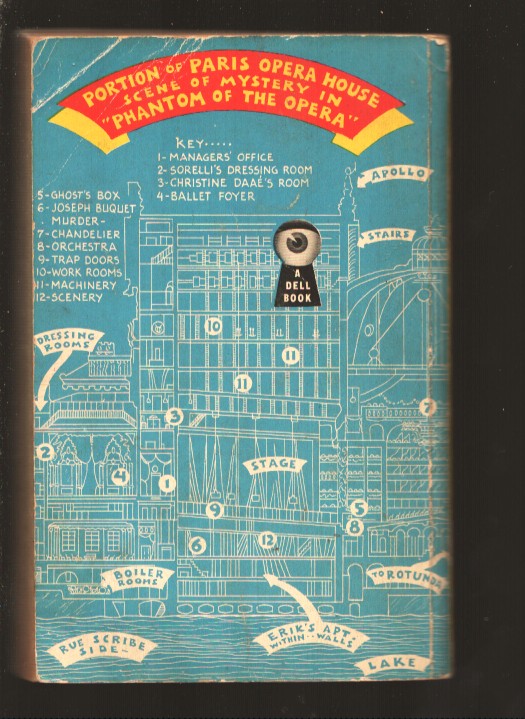 PORTION OF PARIS OPERA HOUSE
SCENE OF MYSTERY IN
"PHANTOM OF THE OPERA"
KEY.....
1-MANAGERS' OFFICE
2-SORELLI'S DRESSING ROOM
3-CHRISTINE DAAÉ'S ROOM
4-BALLET FOYER
5-GHOST'S BOX
6-JOSEPH BUQUET
MURDER-
7-CHANDELIER
8-ORCHESTRA
9-TRAP DOORS
10-WORK ROOMS
11-MACHINERY
12-SCENERY
APOLLO
STAIRS
A
DELL
BOOK
DRESSING
ROOMS
10
11
11
7
3
2
4
1
STAGE
9
5
8
6
12
BOILER
ROOMS
TO ROTUNDA
RUE SCRIBE
SIDE-
ERIK'S APT.
WITHIN WALLS
LAKE